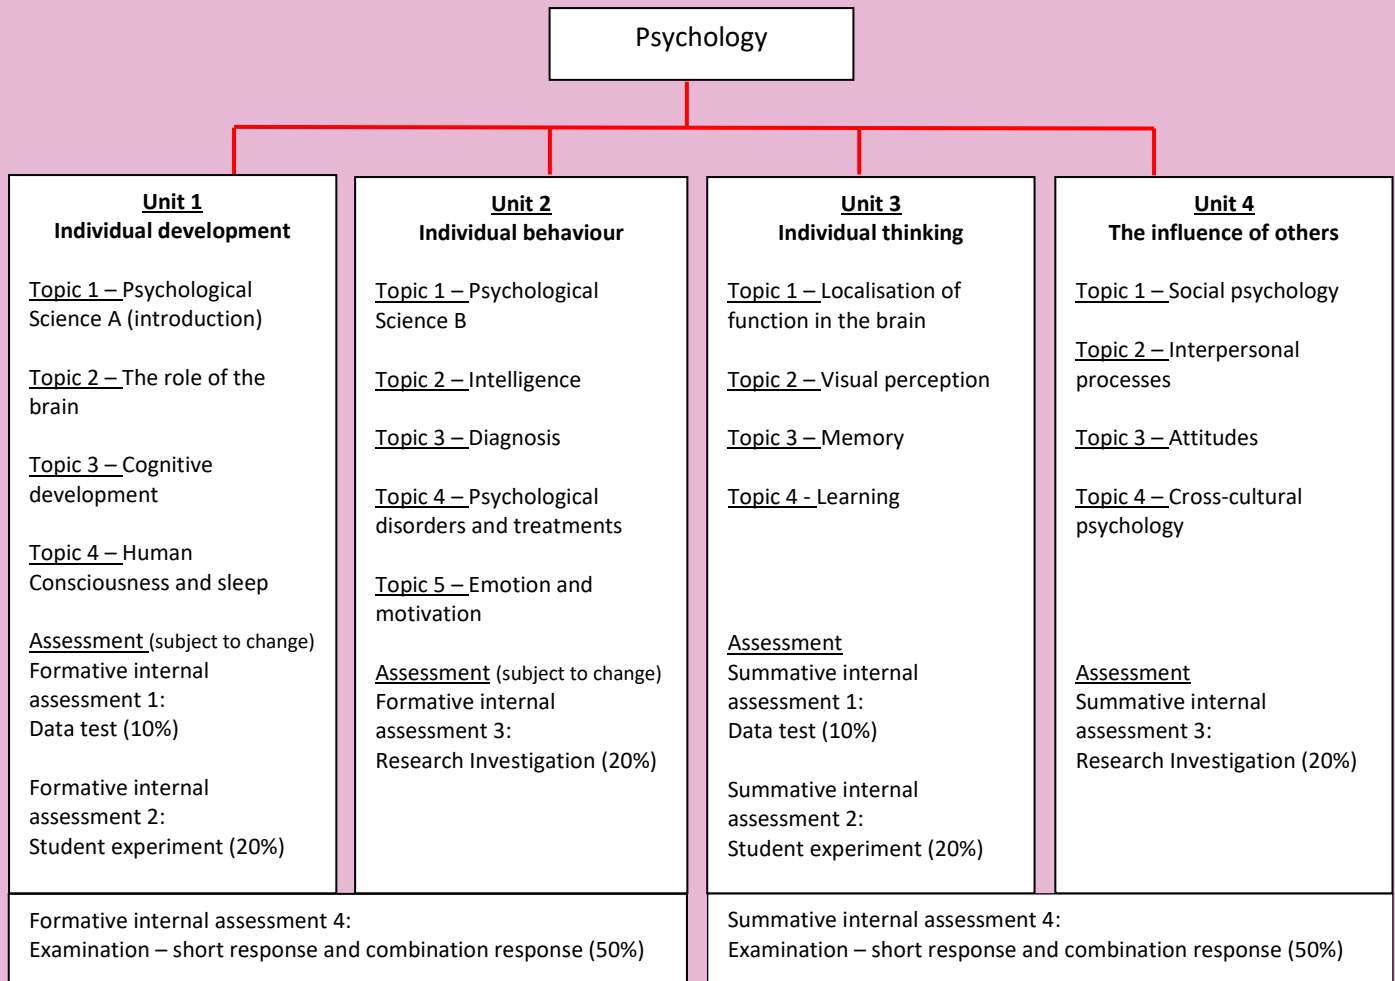 Psychology
Unit 1
Individual development
Topic 1 – Psychological
Science A (introduction)
Topic 2 – The role of the
brain
Topic 3 – Cognitive
development
Topic 4 – Human
Consciousness and sleep
Assessment (subject to change)
Formative internal
assessment 1:
Data test (10%)
Formative internal
assessment 2:
Student experiment (20%)
Unit 2
Individual behaviour
Topic 1 – Psychological
Science B
Topic 2 – Intelligence
Topic 3 – Diagnosis
Topic 4 – Psychological
disorders and treatments
Topic 5 – Emotion and
motivation
Assessment (subject to change)
Formative internal
assessment 3:
Research Investigation (20%)
Unit 3
Individual thinking
Topic 1 – Localisation of
function in the brain
Topic 2 – Visual perception
Topic 3 – Memory
Topic 4 - Learning
Assessment
Summative internal
assessment 1:
Data test (10%)
Summative internal
assessment 2:
Student experiment (20%)
Unit 4
The influence of others
Topic 1 – Social psychology
Topic 2 – Interpersonal
processes
Topic 3 – Attitudes
Topic 4 – Cross-cultural
psychology
Assessment
Summative internal
assessment 3:
Research Investigation (20%)
Formative internal assessment 4:
Examination – short response and combination response (50%)
Summative internal assessment 4:
Examination – short response and combination response (50%)